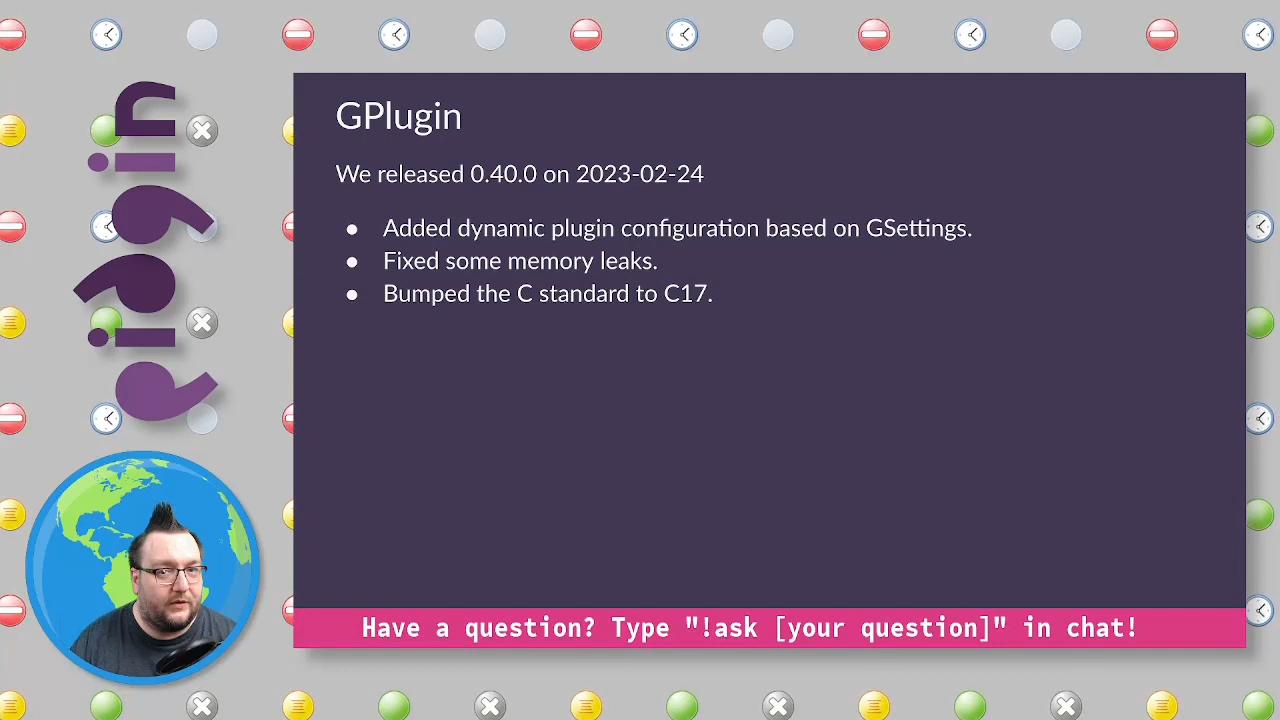 pidgin
GPlugin
We released 0.40.0 on 2023-02-24
● Added dynamic plugin configuration based on GSettings.
● Fixed some memory leaks.
● Bumped the C standard to C17.
Have a question? Type "!ask [your question]" in chat!